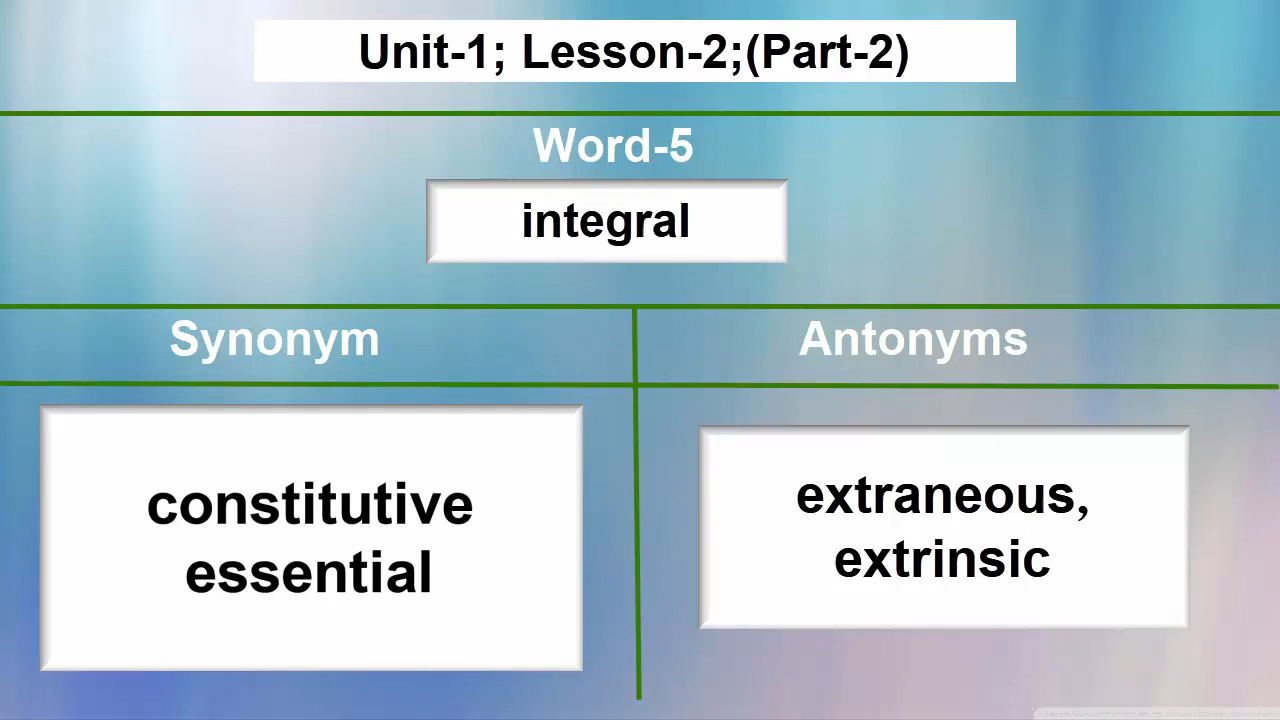 Unit-1; Lesson-2;(Part-2)
Word-5
integral
Synonym
Antonyms
constitutive
essential
extraneous,
extrinsic